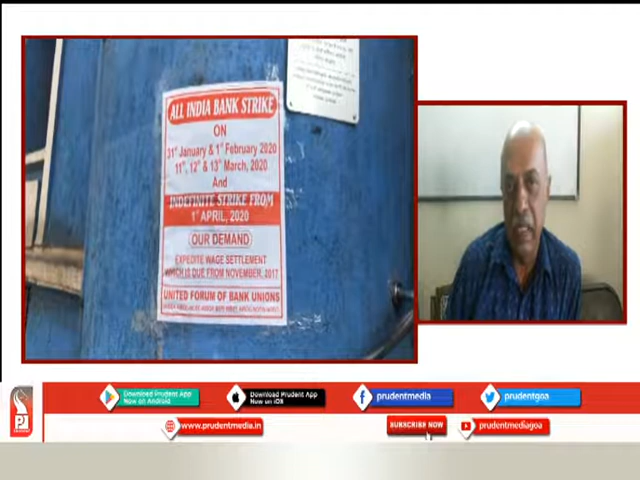 ALL INDIA BANK STRIKE
ON
31st January & 1st February 2020
11th, 12th & 13th March, 2020
And
INDEFINITE STRIKE FROM
1st APRIL, 2020
OUR DEMAND
EXPEDITE WAGE SETTLEMENT
WHICH IS DUE FROM NOVEMBER, 2017
UNITED FORUM OF BANK UNIONS
Download Prudent App
Now on Android
Download Prudent App
Now on iOS
prudentmedia
prudentgoa
www.prudentmedia.in
SUBSCRIBE NOW
prudentmediagoa